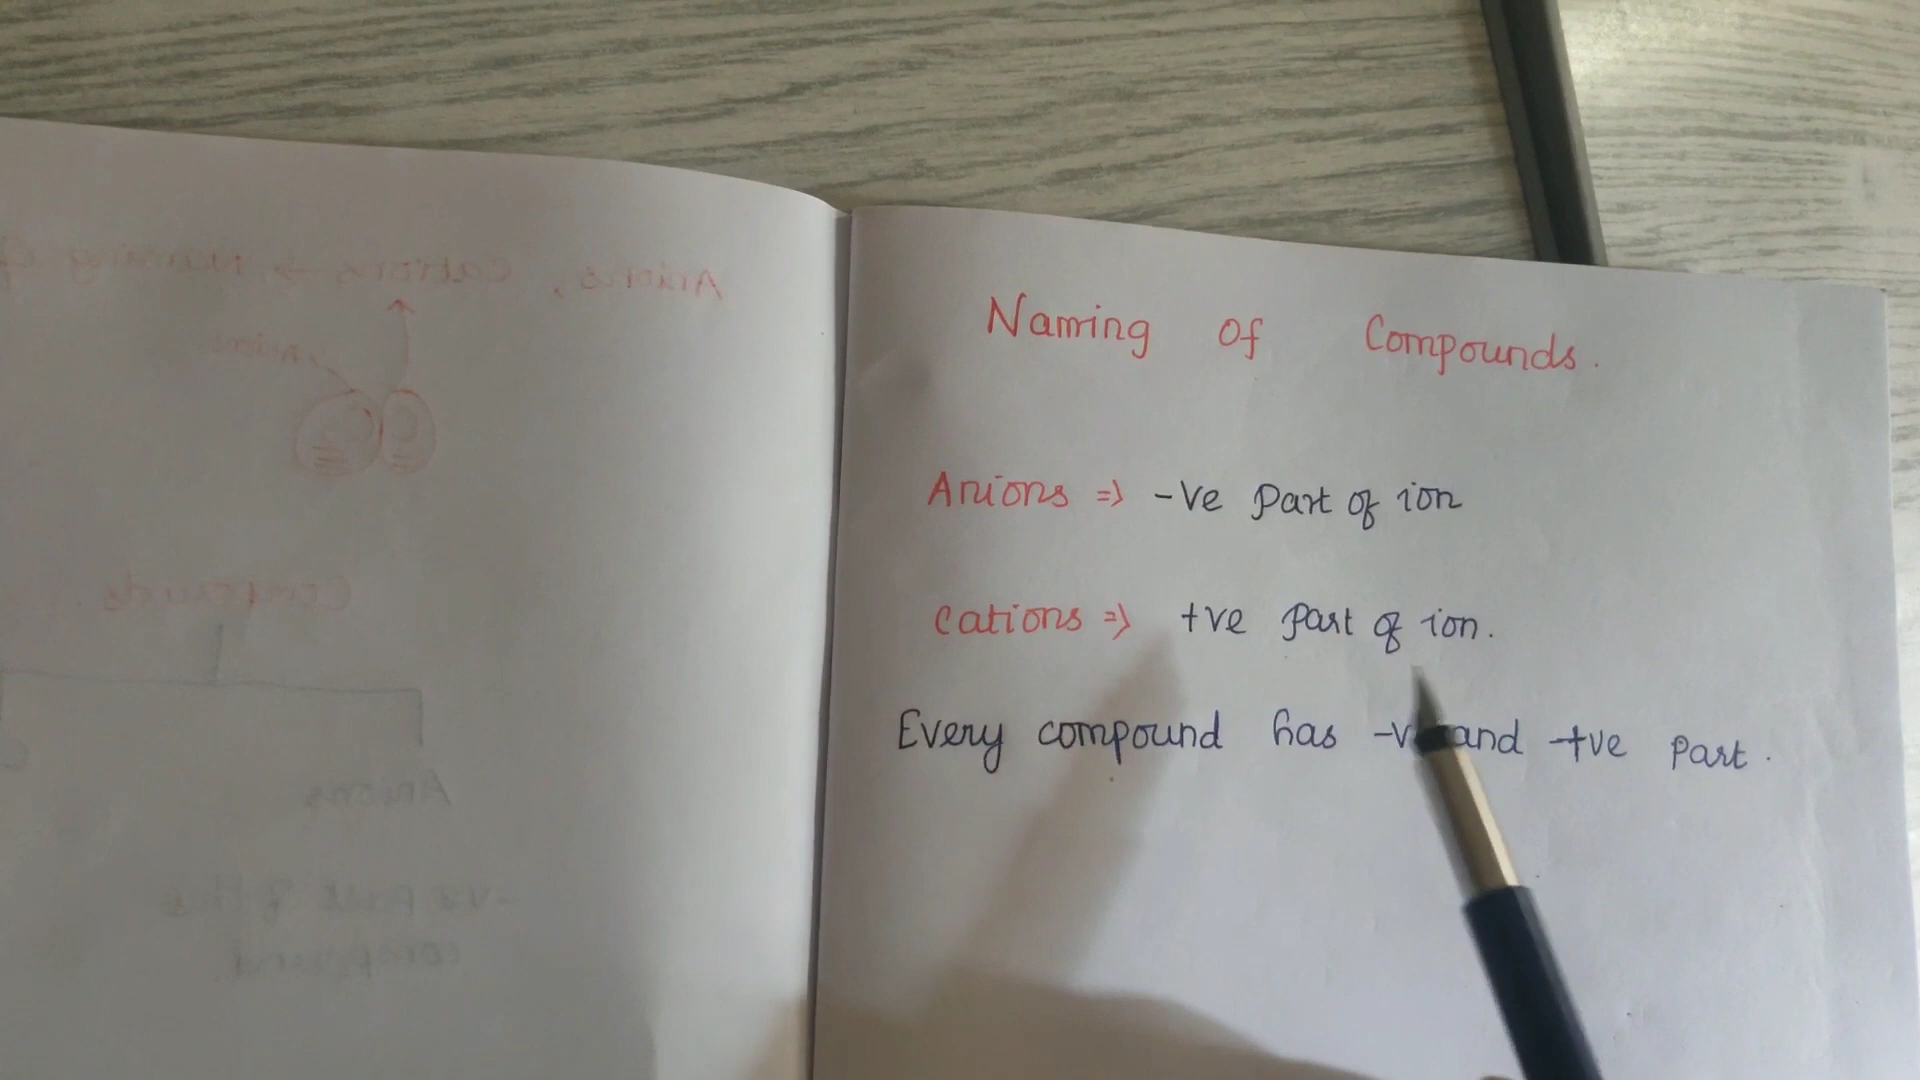 Naming of Compounds.
Anions => -ve part of ion
Cations => +ve part of ion.
Every compound has -v and +ve part.